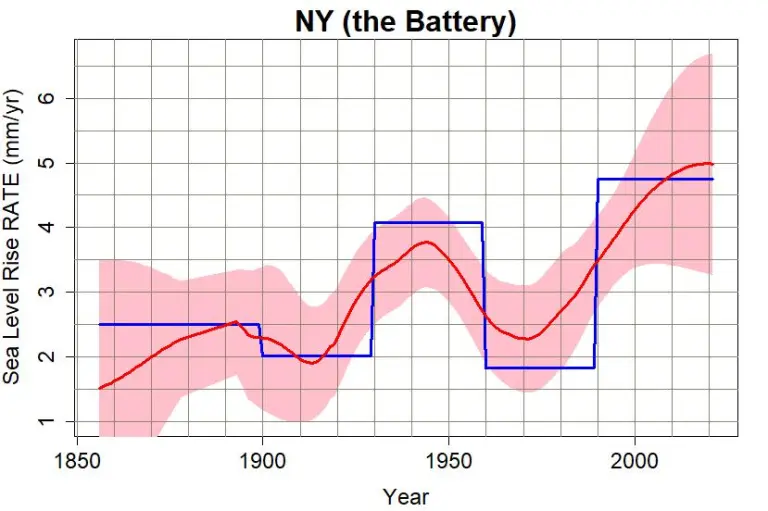 NY (the Battery)
Sea Level Rise RATE (mm/yr)
6
5
4
3
2
1
1850 1900 1950 2000
Year